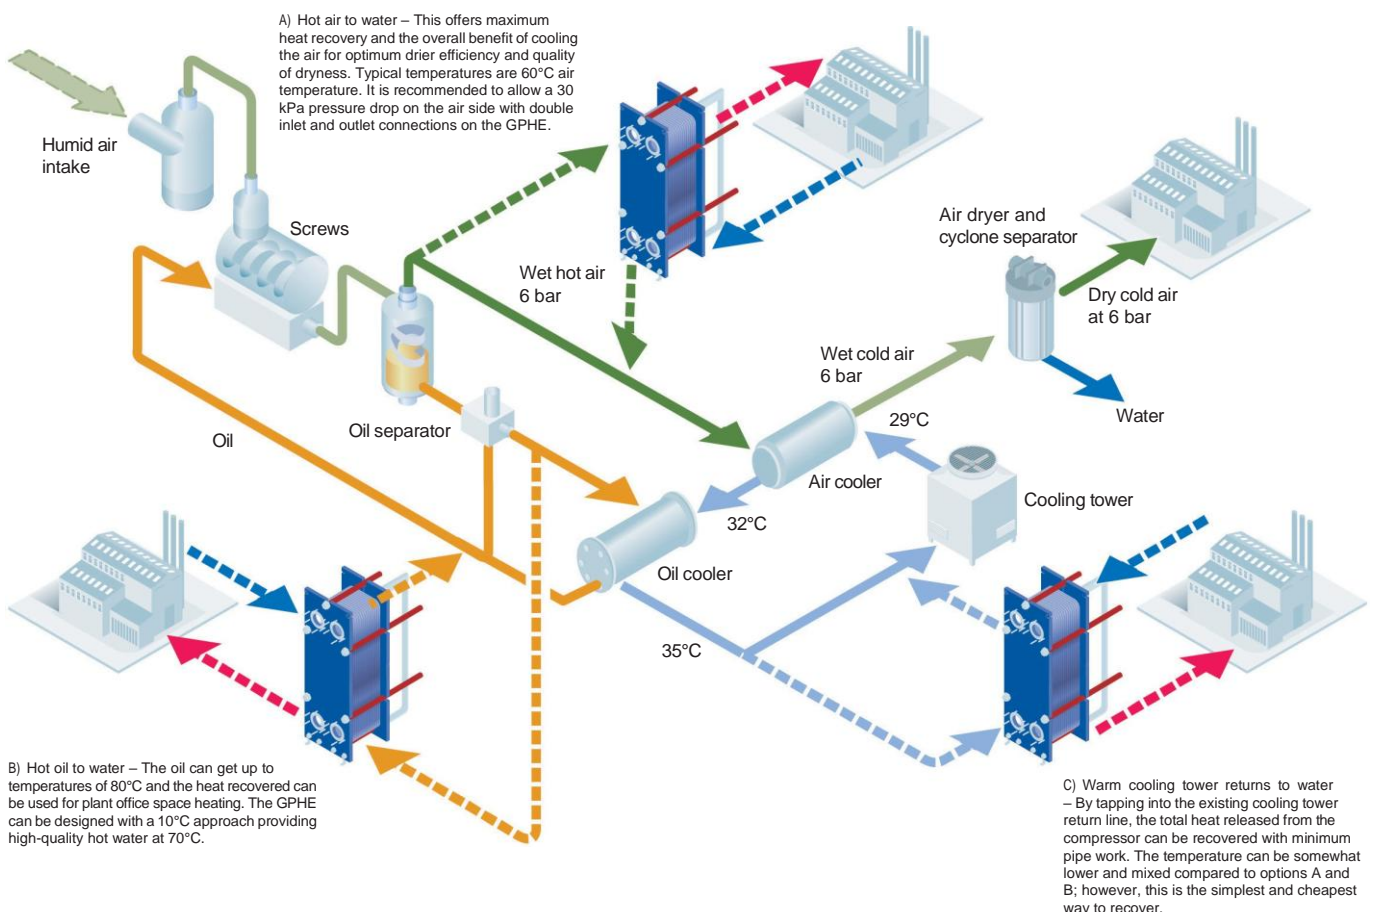 A) Hot air to water – This offers maximum
heat recovery and the overall benefit of cooling
the air for optimum drier efficiency and quality
of dryness. Typical temperatures are 60°C air
temperature. It is recommended to allow a 30
kPa pressure drop on the air side with double
inlet and outlet connections on the GPHE.
Humid air
intake
Screws
Wet hot air
6 bar
Air dryer and
cyclone separator
Dry cold air
at 6 bar
Wet cold air
6 bar
Water
29°C
Oil
Oil separator
Air cooler
32°C
Cooling tower
Oil cooler
35°C
B) Hot oil to water – The oil can get up to
temperatures of 80°C and the heat recovered can
be used for plant office space heating. The GPHE
can be designed with a 10°C approach providing
high-quality hot water at 70°C.
C) Warm cooling tower returns to water
– By tapping into the existing cooling tower
return line, the total heat released from the
compressor can be recovered with minimum
pipe work. The temperature can be somewhat
lower and mixed compared to options A and
B; however, this is the simplest and cheapest
way to recover.